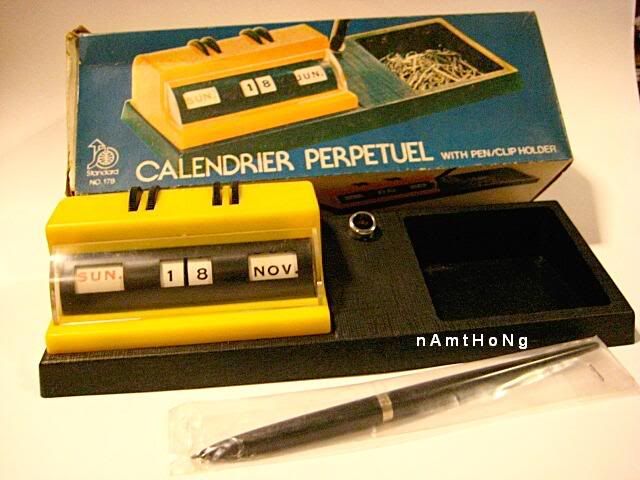 SUN. 18 JUN.
Standard
NO. 178
CALENDRIER PERPETUEL WITH PEN/CLIP HOLDER
SUN. 18 NOV.
nAmtHoNg